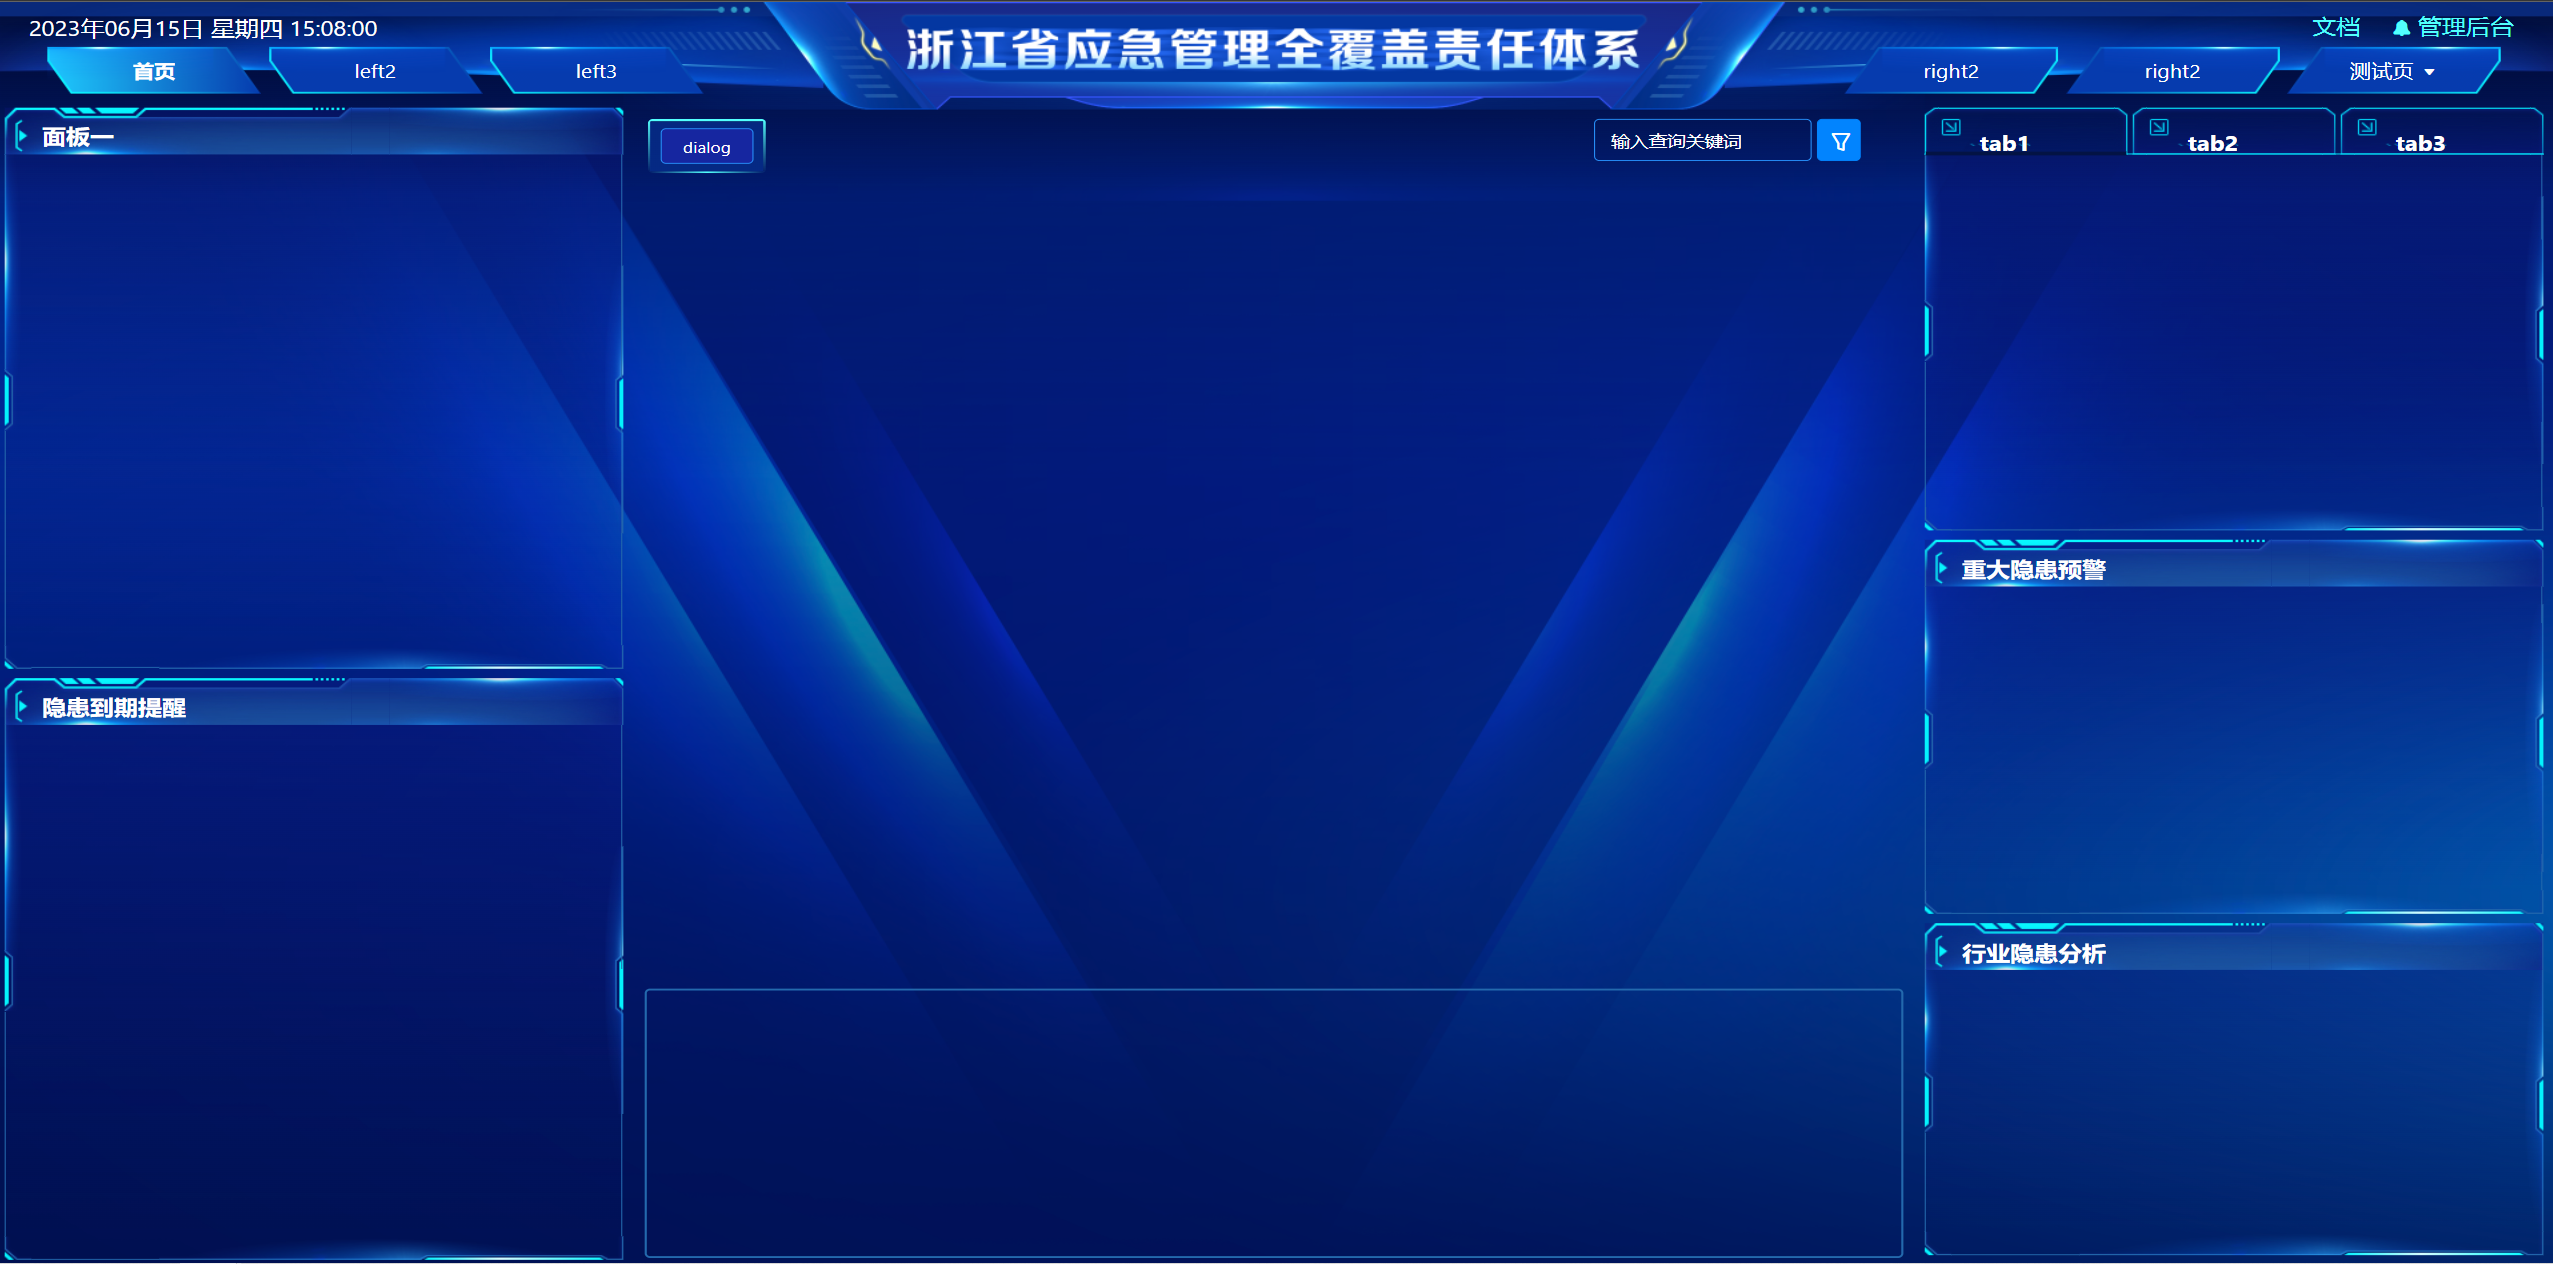 2023年06月15日 星期四 15:08:00
浙江省应急管理全覆盖责任体系
文档 管理后台
首页 left2 left3
right2 right2 测试页
面板一
dialog
输入查询关键词
tab1 tab2 tab3
重大隐患预警
隐患到期提醒
行业隐患分析